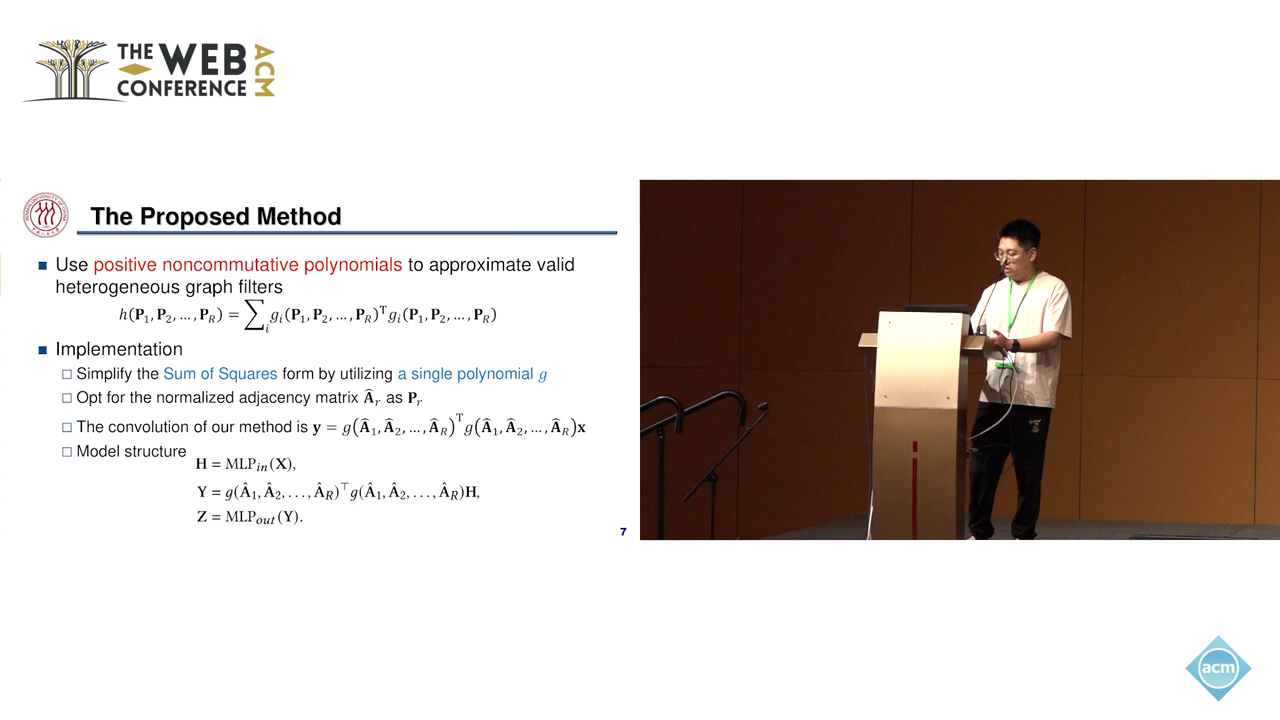 THE WEB CONFERENCE ACM
The Proposed Method
Use positive noncommutative polynomials to approximate valid
heterogeneous graph filters
h(P₁, P₂, … , P_R) = ∑_i g_i(P₁, P₂, … , P_R)ᵀ g_i(P₁, P₂, … , P_R)
Implementation
Simplify the Sum of Squares form by utilizing a single polynomial g
Opt for the normalized adjacency matrix Â_r as P_r
The convolution of our method is y = g(Â₁, Â₂, … , Â_R)ᵀ g(Â₁, Â₂, … , Â_R)x
Model structure
H = MLP_in(X),
Y = g(Â₁, Â₂, . . . , Â_R)^⊤ g(Â₁, Â₂, . . . , Â_R)H,
Z = MLP_out(Y).
7
acm